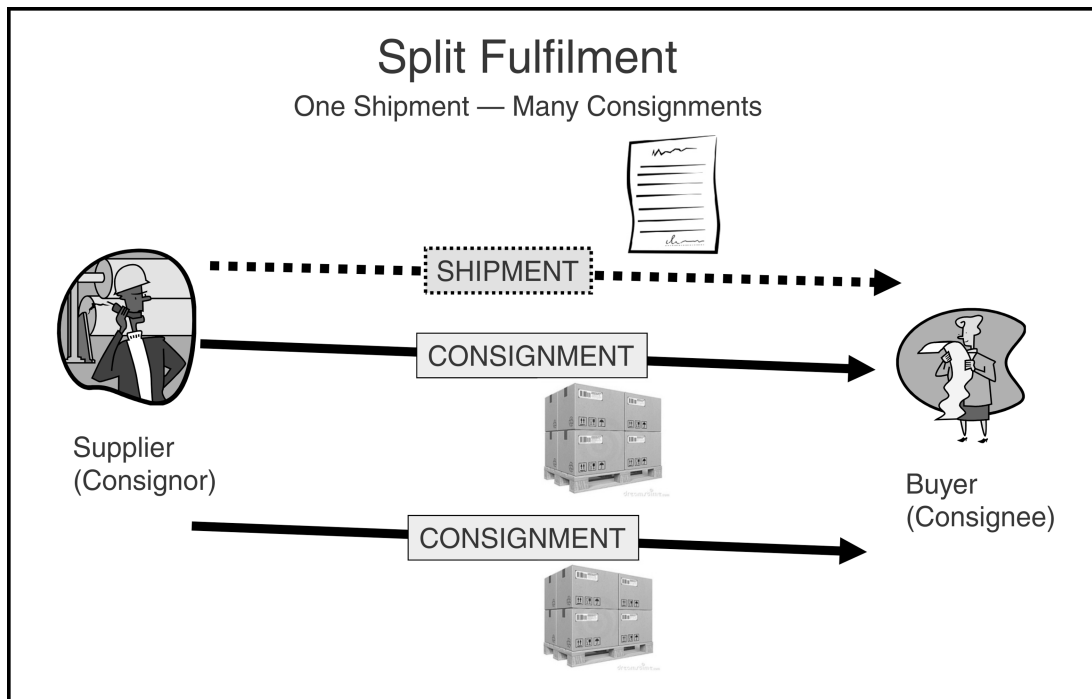 Split Fulfilment
One Shipment — Many Consignments
SHIPMENT
CONSIGNMENT
Supplier
(Consignor)
Buyer
(Consignee)
CONSIGNMENT